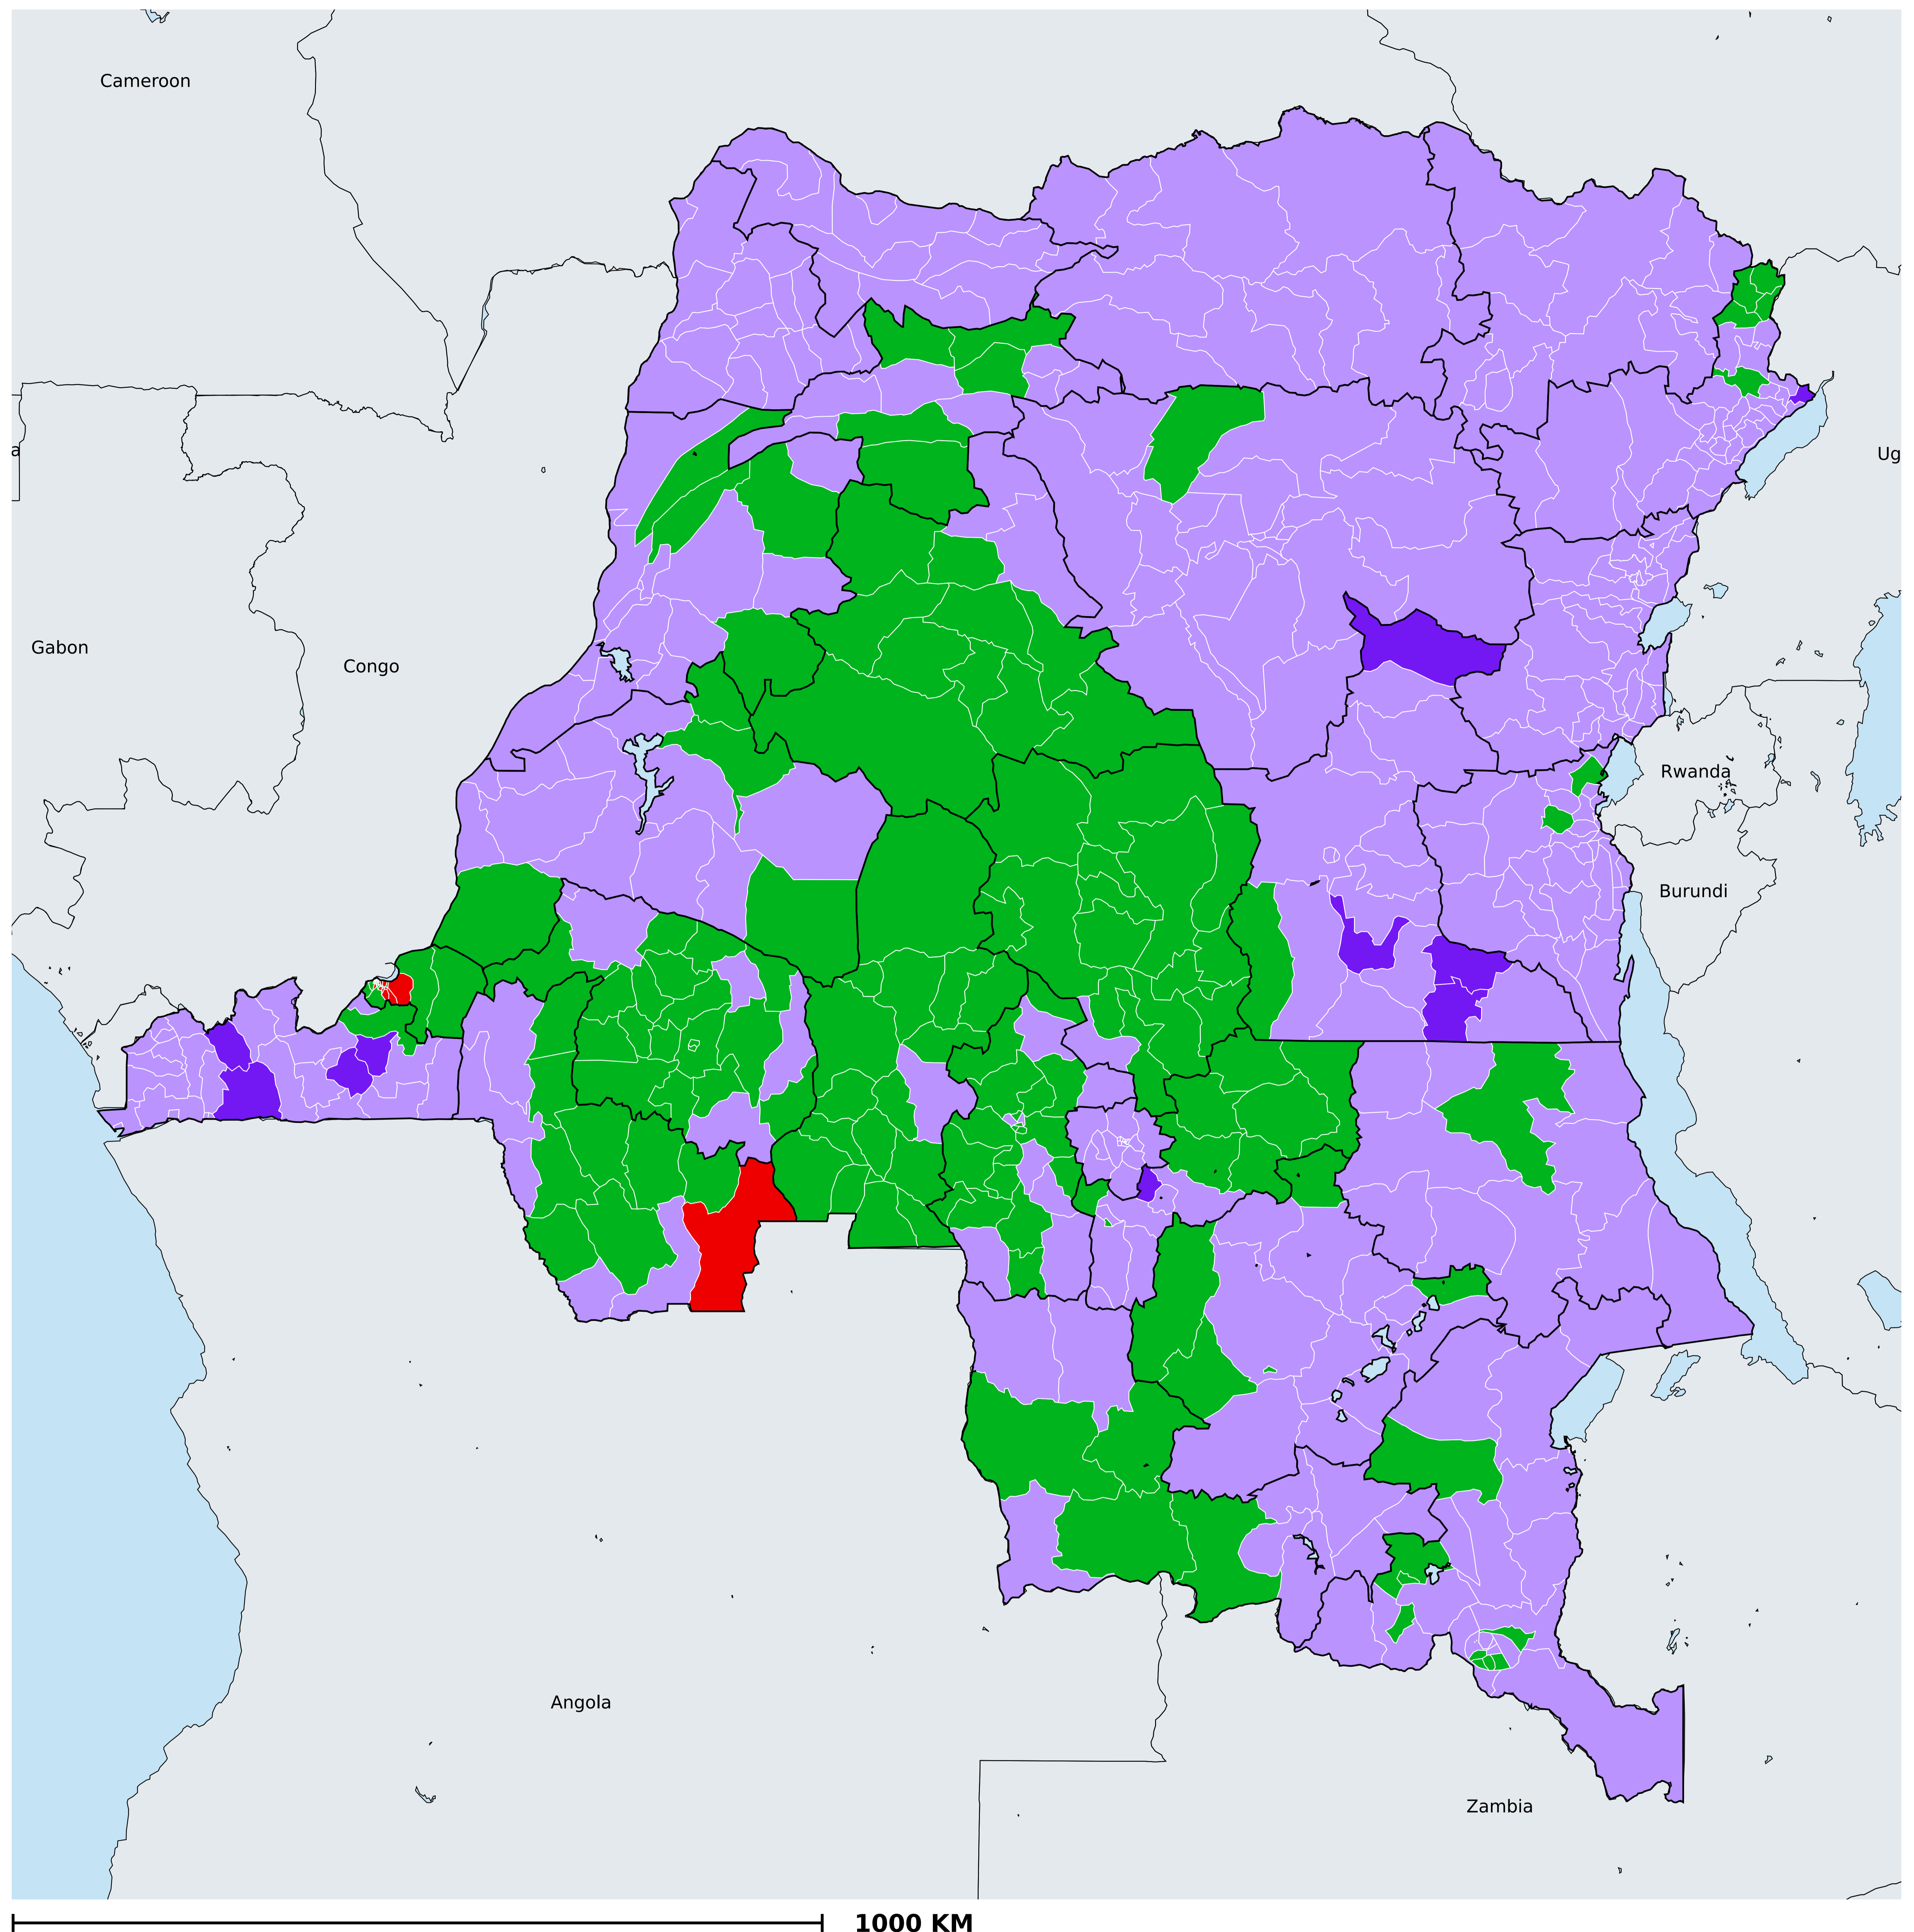 Cameroon
a
Ug
Gabon
Congo
Rwanda
Burundi
Angola
Zambia
1000 KM